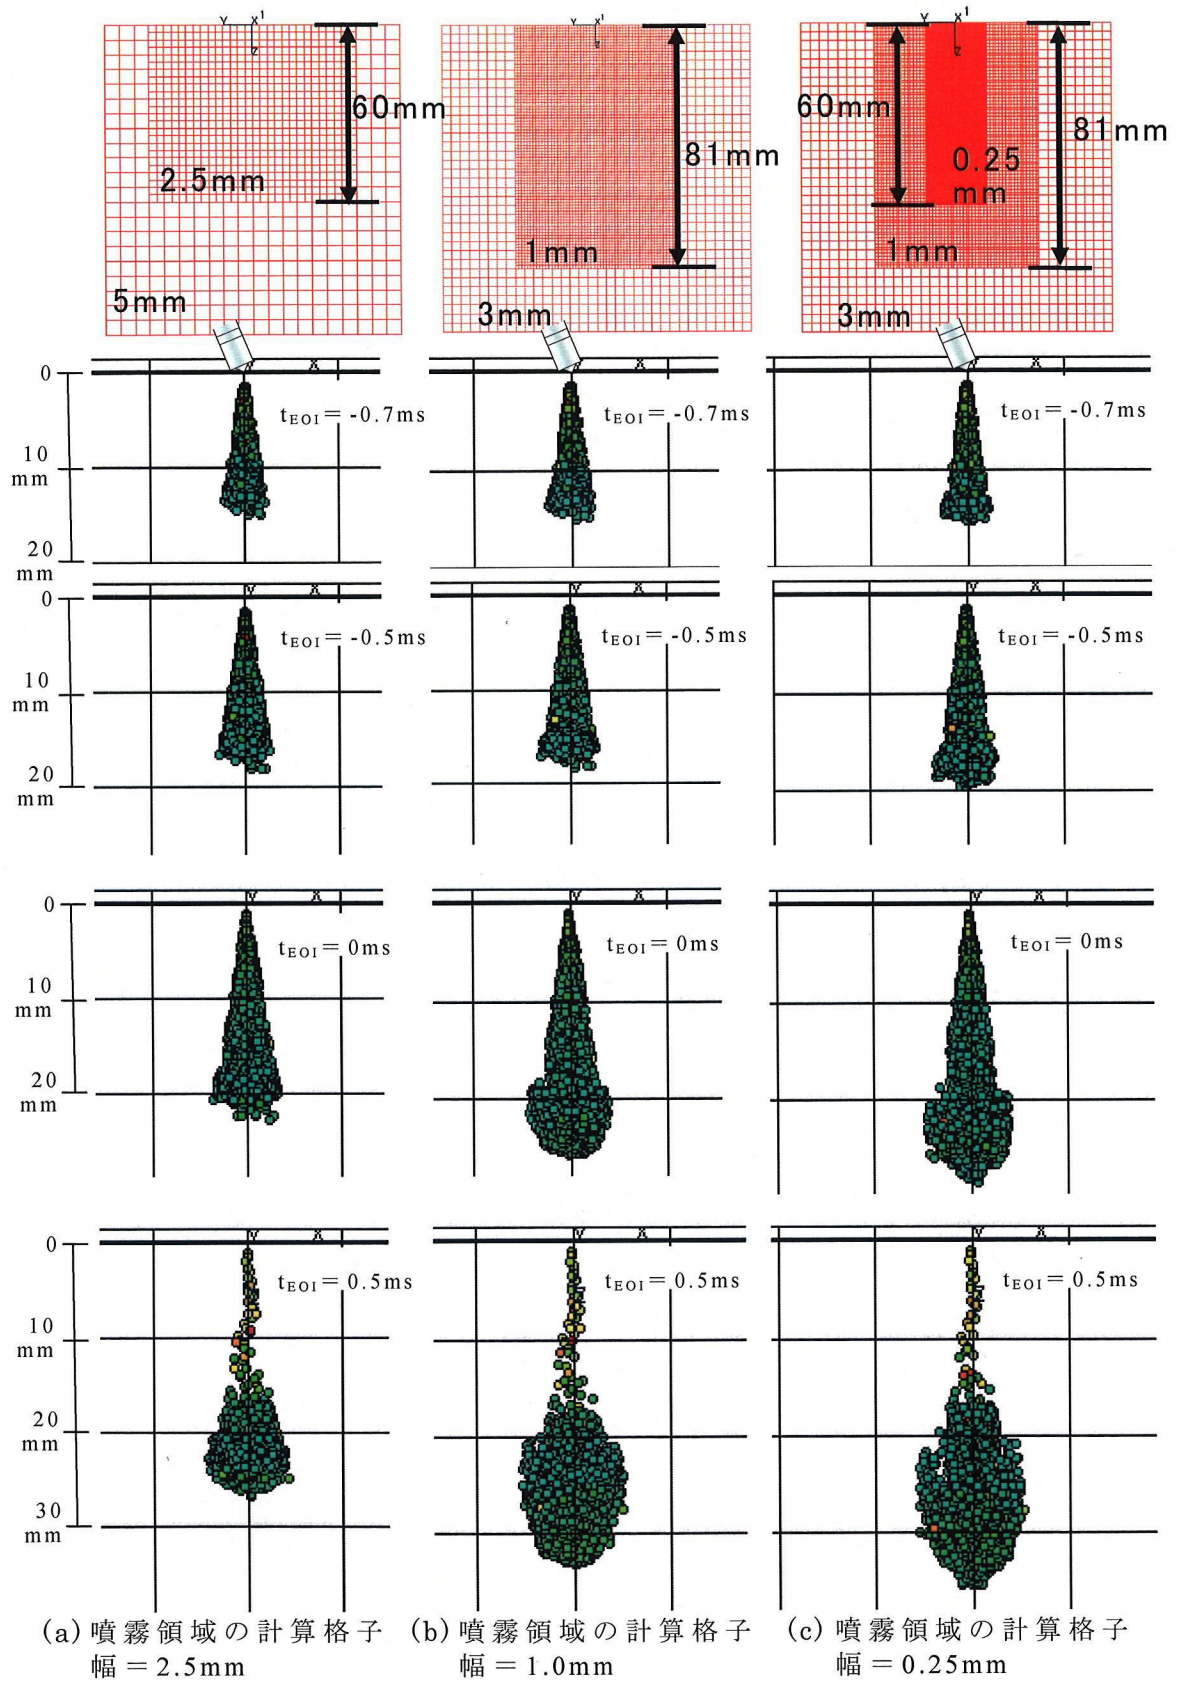 Y X 1
Z
60mm
2.5mm
5mm
Y X 1
Z
81mm
1mm
3mm
Y X 1
Z
60mm
81mm
0.25
mm
1mm
3mm
0
10
mm
20
mm
X
tEOI = -0.7ms
X
tEOI = -0.7ms
X
tEOI = -0.7ms
0
10
mm
20
mm
Y X
tEOI = -0.5ms
Y X
tEOI = -0.5ms
Y X
tEOI = -0.5ms
0
10
mm
20
mm
Y X
tEOI = 0ms
Y X
tEOI = 0ms
Y X
tEOI = 0ms
0
10
mm
20
mm
30
mm
Y X
tEOI = 0.5ms
Y X
tEOI = 0.5ms
Y X
tEOI = 0.5ms
(a) 噴霧領域の計算格子
幅 = 2.5mm
(b) 噴霧領域の計算格子
幅 = 1.0mm
(c) 噴霧領域の計算格子
幅 = 0.25mm